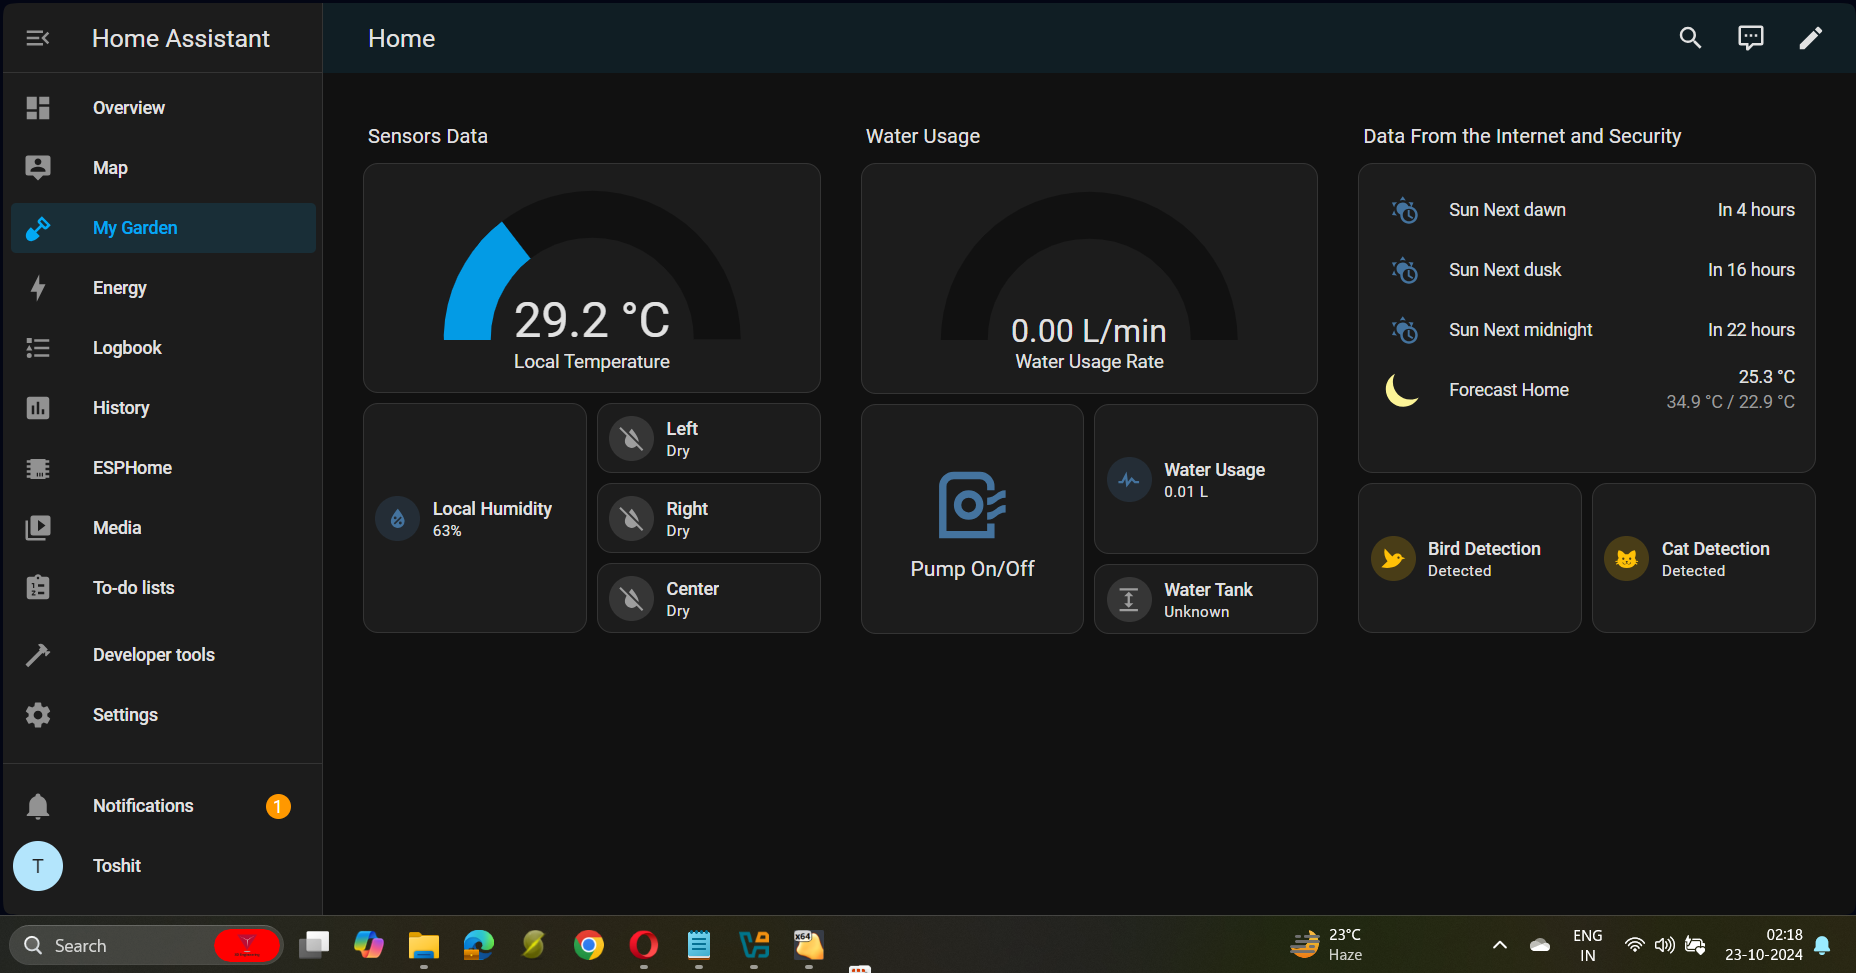 Home Assistant
Overview
Map
My Garden
Energy
Logbook
History
ESPHome
Media
To-do lists
Developer tools
Settings
Notifications
1
T
Toshit
Home
Sensors Data
29.2 °C
Local Temperature
Local Humidity
63%
Left
Dry
Right
Dry
Center
Dry
Water Usage
0.00 L/min
Water Usage Rate
Pump On/Off
Water Usage
0.01 L
Water Tank
Unknown
Data From the Internet and Security
Sun Next dawn
In 4 hours
Sun Next dusk
In 16 hours
Sun Next midnight
In 22 hours
Forecast Home
25.3 °C
34.9 °C / 22.9 °C
Bird Detection
Detected
Cat Detection
Detected
Search
x64
23°C
Haze
ENG
IN
02:18
23-10-2024